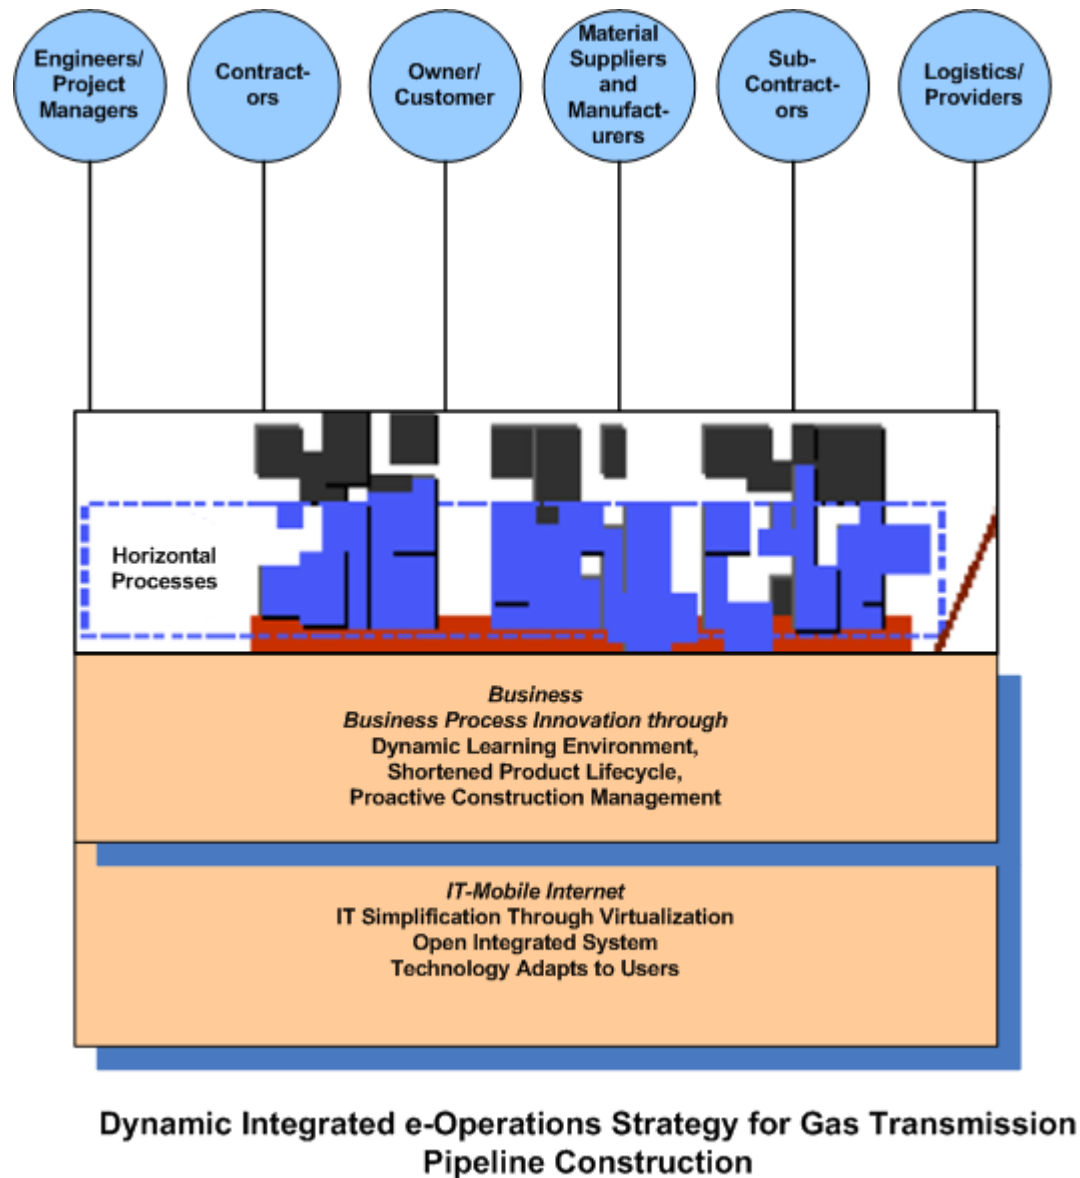 Engineers/
Project
Managers
Contract-
ors
Owner/
Customer
Material
Suppliers
and
Manufact-
urers
Sub-
Contract-
ors
Logistics/
Providers
Horizontal
Processes
Business
Business Process Innovation through
Dynamic Learning Environment,
Shortened Product Lifecycle,
Proactive Construction Management
IT-Mobile Internet
IT Simplification Through Virtualization
Open Integrated System
Technology Adapts to Users
Dynamic Integrated e-Operations Strategy for Gas Transmission
Pipeline Construction